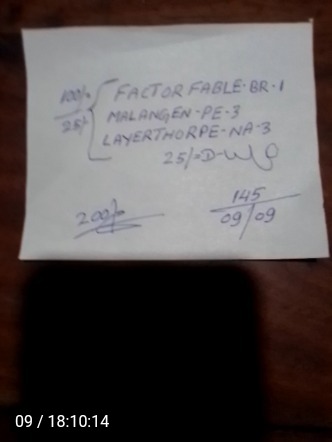 100% FACTOR FABLE-BR-1
25% MALANGEN-PE-3
LAYERTHORPE-NA-3
25/=D-W
200/=
145
09/09
09 / 18:10:14